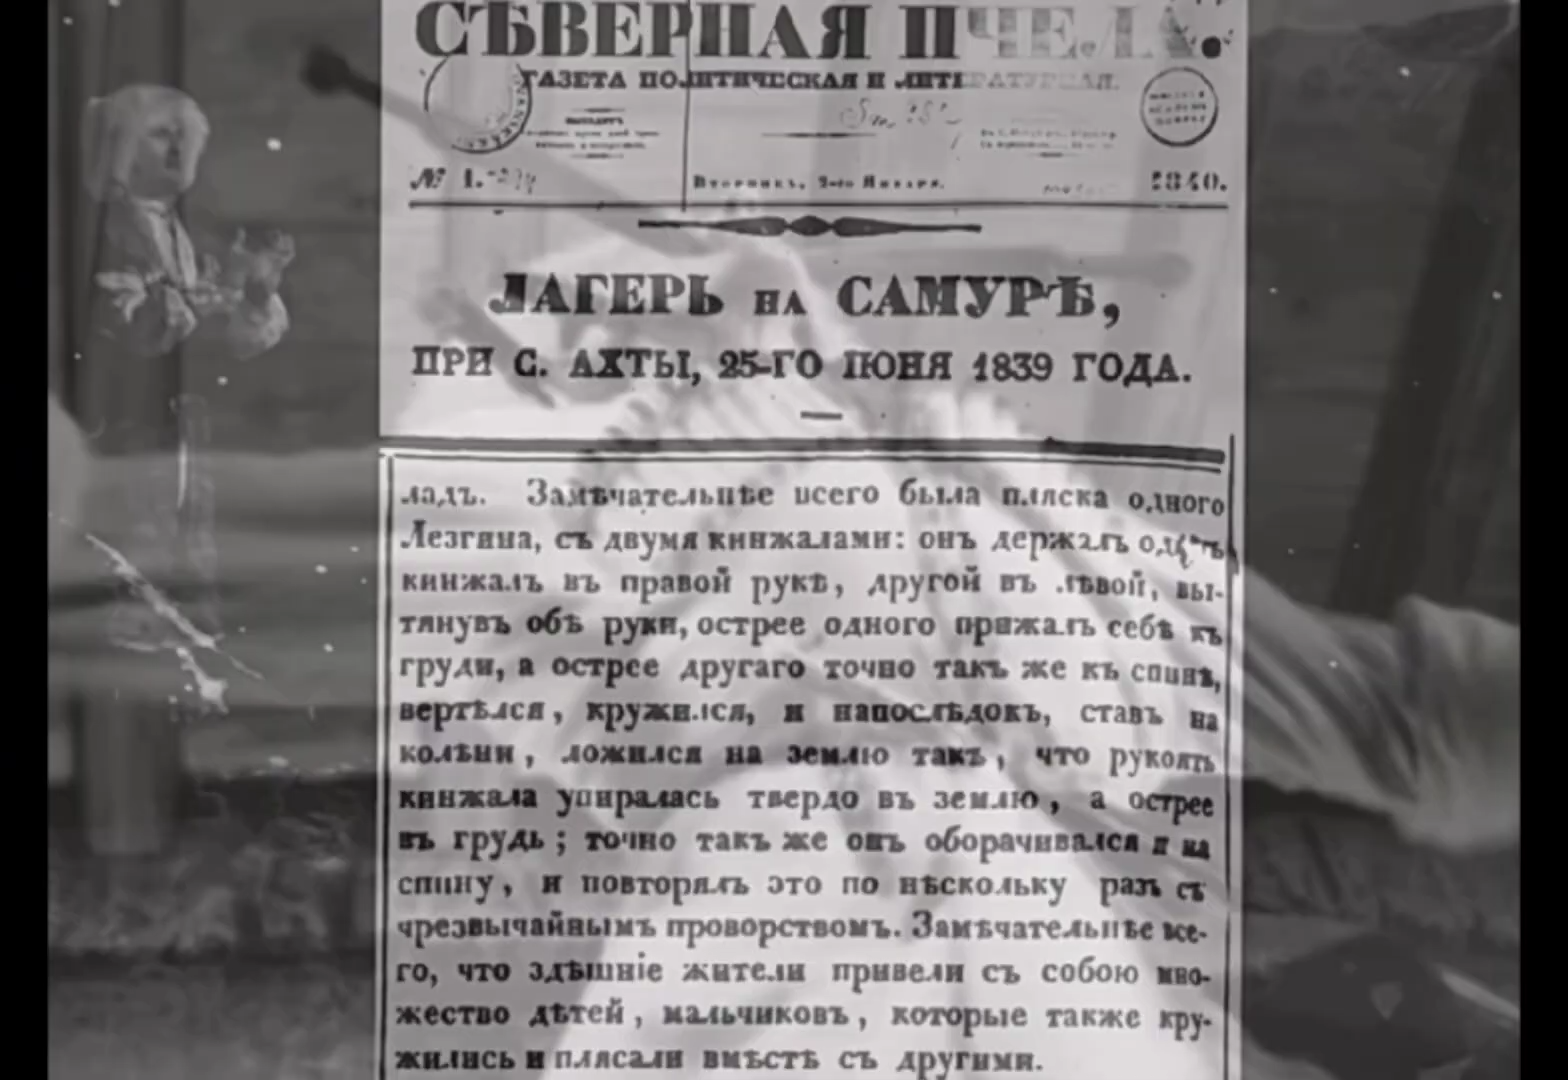 СѢВЕРНАЯ ПЧЕЛА.
ГАЗЕТА ПОЛИТИЧЕСКАЯ И ЛИТЕРАТУРНАЯ.
№ 1.
Вторникъ, 2-го Января.
1840.
ЛАГЕРЬ НА САМУРѢ,
ПРИ С. АХТЫ, 25-ГО ІЮНЯ 1839 ГОДА.
ладъ. Замѣчательнѣе всего была пляска одного
Лезгина, съ двумя кинжалами: онъ держалъ одинъ
кинжалъ въ правой рукѣ, другой въ лѣвой, вы-
тянувъ обѣ руки, острее одного прижалъ себѣ къ
груди, а острее другаго точно такъ же къ спинѣ,
вертѣлся, кружился, и напослѣдокъ, ставъ на
колѣни, ложился на землю такъ, что рукоять
кинжала упиралась твердо въ землю, а острее
въ грудь; точно такъ же онъ оборачивался и на
спину, и повторялъ это по нѣскольку разъ съ
чрезвычайнымъ проворствомъ. Замѣчательнѣе все-
го, что здѣшніе жители привели съ собою мно-
жество дѣтей, мальчиковъ, которые также кру-
жились и плясали вмѣстѣ съ другими.